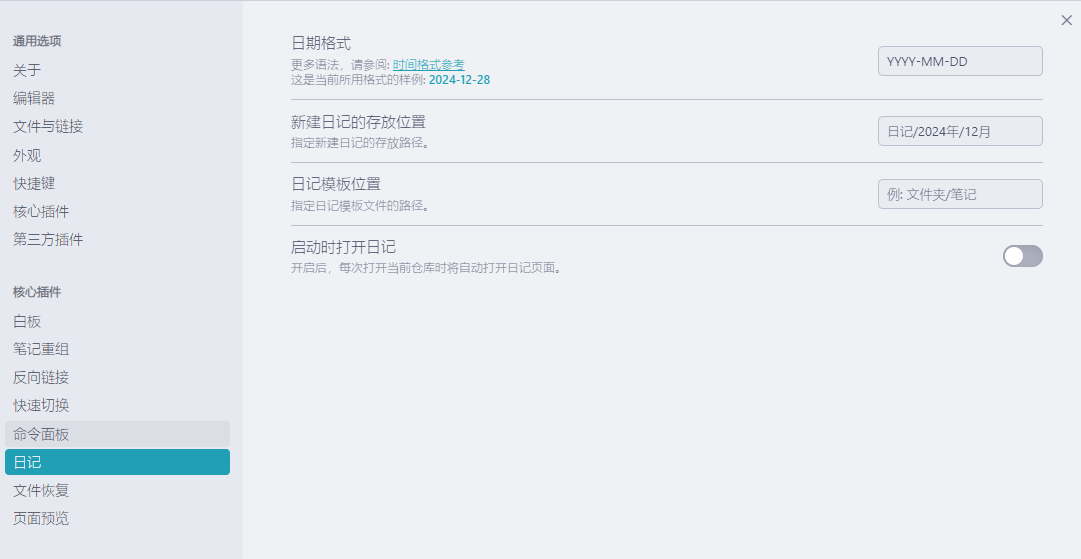 通用选项
关于
编辑器
文件与链接
外观
快捷键
核心插件
第三方插件
核心插件
白板
笔记重组
反向链接
快速切换
命令面板
日记
文件恢复
页面预览
日期格式
更多语法，请参阅: 时间格式参考
这是当前所用格式的样例: 2024-12-28
YYYY-MM-DD
新建日记的存放位置
指定新建日记的存放路径。
日记/2024年/12月
日记模板位置
指定日记模板文件的路径。
例: 文件夹/笔记
启动时打开日记
开启后，每次打开当前仓库时将自动打开日记页面。